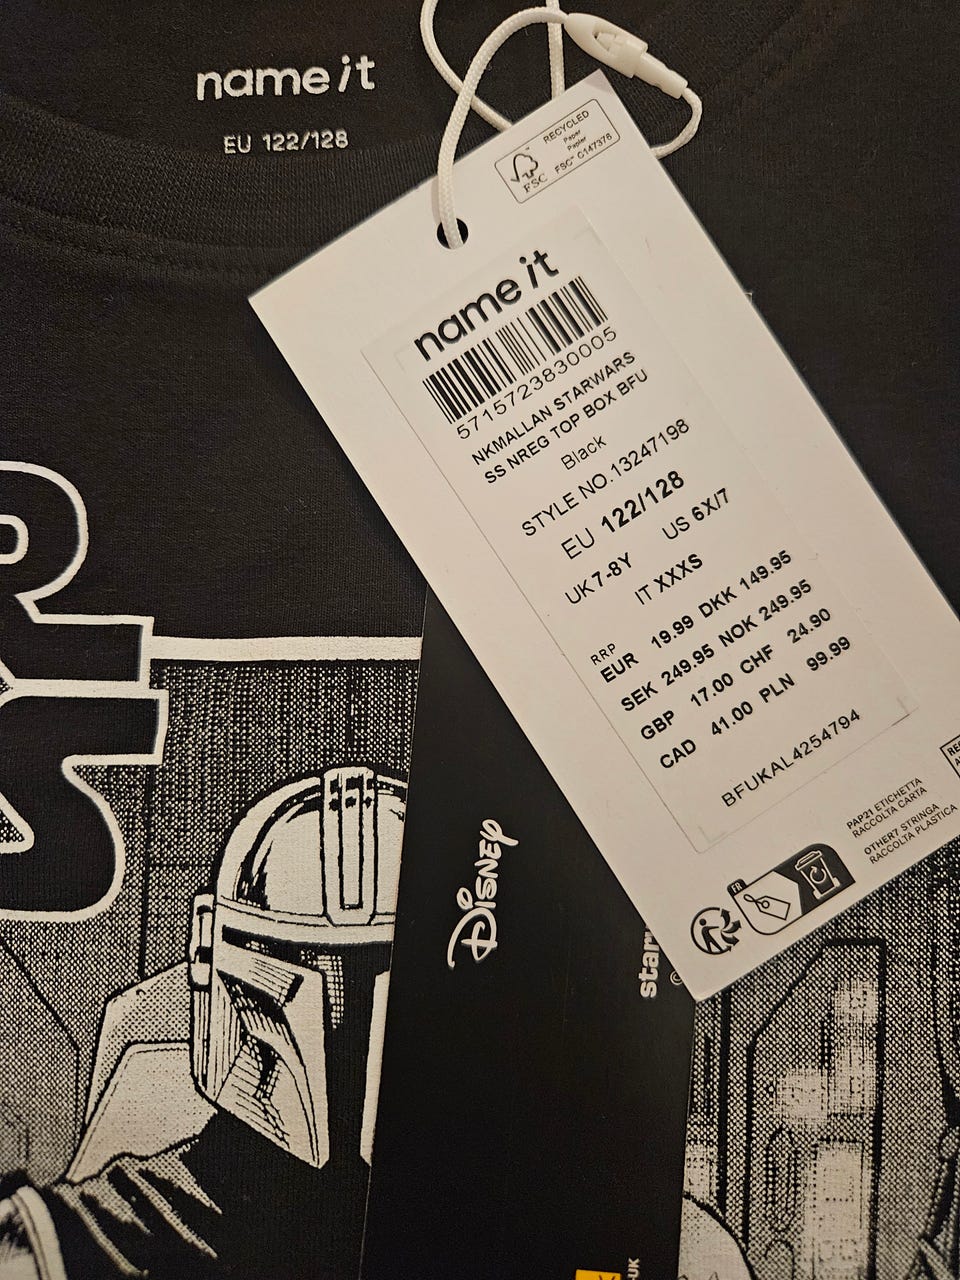 name it
EU 122/128
RECYCLED
Paper
Papier
FSC® C147376
FSC
name it
5715723830005
NKMALLAN STARWARS
SS NREG TOP BOX BFU
Black
STYLE NO.13247198
EU 122/128
UK 7-8Y US 6X/7
IT XXXS
RRP
EUR 19.99 DKK 149.95
SEK 249.95 NOK 249.95
GBP 17.00 CHF 24.90
CAD 41.00 PLN 99.99
BFUKAL4254794
PAP21 ETICHETTA
RACCOLTA CARTA
OTHER7 STRINGA
RACCOLTA PLASTICA
FR
Disney
star
©